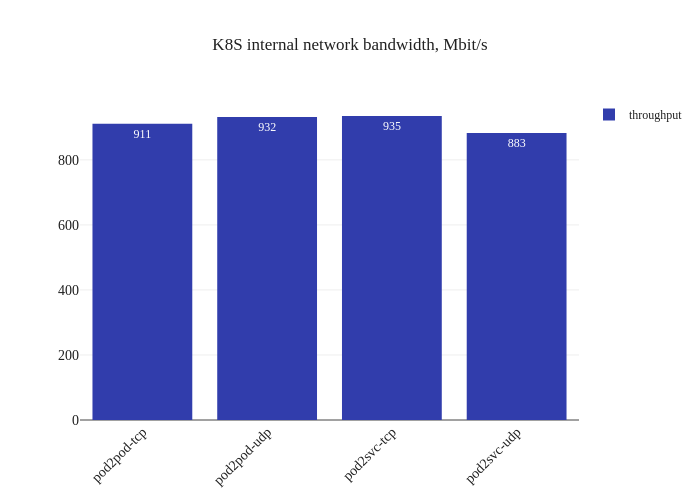 K8S internal network bandwidth, Mbit/s
throughput
911
932
935
883
800
600
400
200
0
pod2pod-tcp
pod2pod-udp
pod2svc-tcp
pod2svc-udp